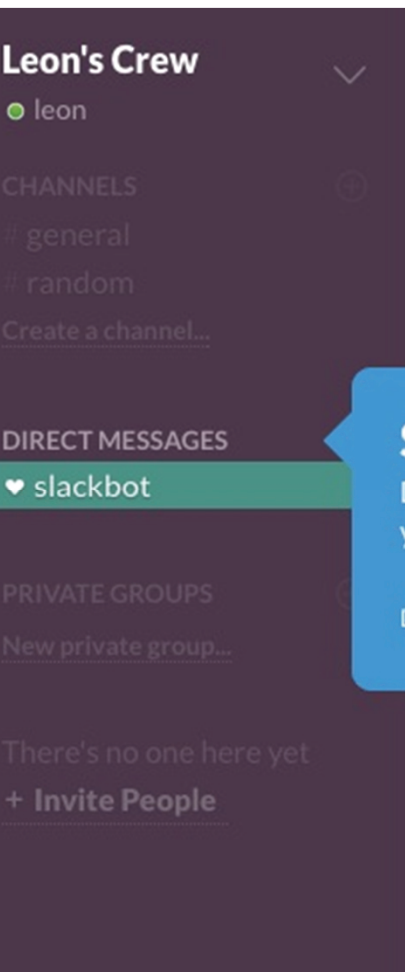 Leon's Crew
leon
CHANNELS
# general
# random
Create a channel...
DIRECT MESSAGES
slackbot
PRIVATE GROUPS
New private group...
There's no one here yet
+ Invite People